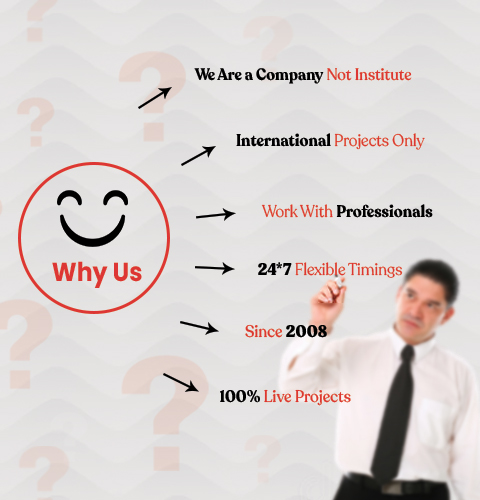 We Are a Company Not Institute
International Projects Only
Work With Professionals
Why Us
24*7 Flexible Timings
Since 2008
100% Live Projects